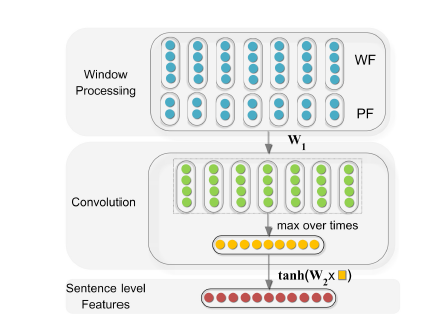 WF
Window
Processing
PF
W1
Convolution
max over times
tanh(W2x )
Sentence level
Features